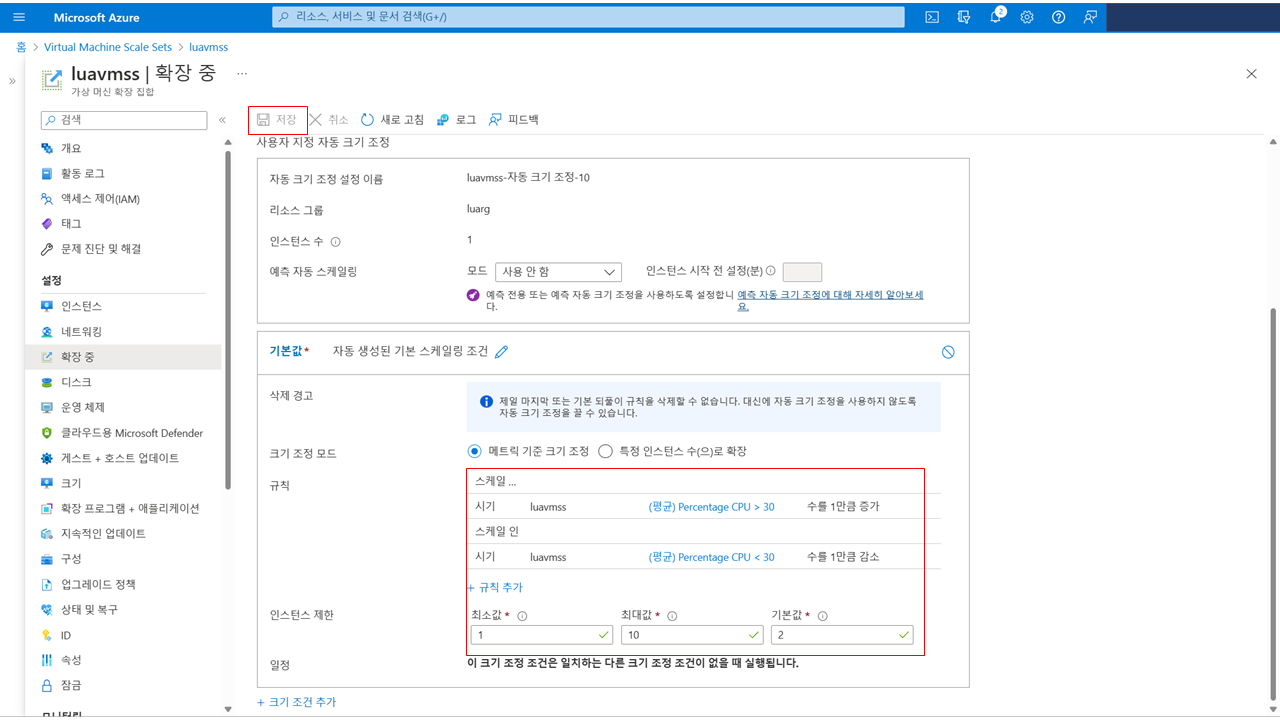 Microsoft Azure
리소스, 서비스 및 문서 검색(G+/)
2
홈 > Virtual Machine Scale Sets > luavmss
luavmss | 확장 중 ...
가상 머신 확장 집합
검색
저장 취소 새로 고침 로그 피드백
개요
활동 로그
액세스 제어(IAM)
태그
문제 진단 및 해결
설정
인스턴스
네트워킹
확장 중
디스크
운영 체제
클라우드용 Microsoft Defender
게스트 + 호스트 업데이트
크기
확장 프로그램 + 애플리케이션
지속적인 업데이트
구성
업그레이드 정책
상태 및 복구
ID
속성
잠금
모니터링
사용자 지정 자동 크기 조정
자동 크기 조정 설정 이름 luavmss-자동 크기 조정-10
리소스 그룹 luarg
인스턴스 수 1
예측 자동 스케일링 모드 사용 안 함 인스턴스 시작 전 설정(분)
예측 전용 또는 예측 자동 크기 조정을 사용하도록 설정합니다. 예측 자동 크기 조정에 대해 자세히 알아보세요.
기본값* 자동 생성된 기본 스케일링 조건
삭제 경고
제일 마지막 또는 기본 되풀이 규칙을 삭제할 수 없습니다. 대신에 자동 크기 조정을 사용하지 않도록
자동 크기 조정을 끌 수 있습니다.
크기 조정 모드 메트릭 기준 크기 조정 특정 인스턴스 수(으)로 확장
규칙
스케일 ...
시기 luavmss (평균) Percentage CPU > 30 수를 1만큼 증가
스케일 인
시기 luavmss (평균) Percentage CPU < 30 수를 1만큼 감소
+ 규칙 추가
인스턴스 제한 최소값 * 최대값 * 기본값 *
1 10 2
일정 이 크기 조정 조건은 일치하는 다른 크기 조정 조건이 없을 때 실행됩니다.
+ 크기 조건 추가